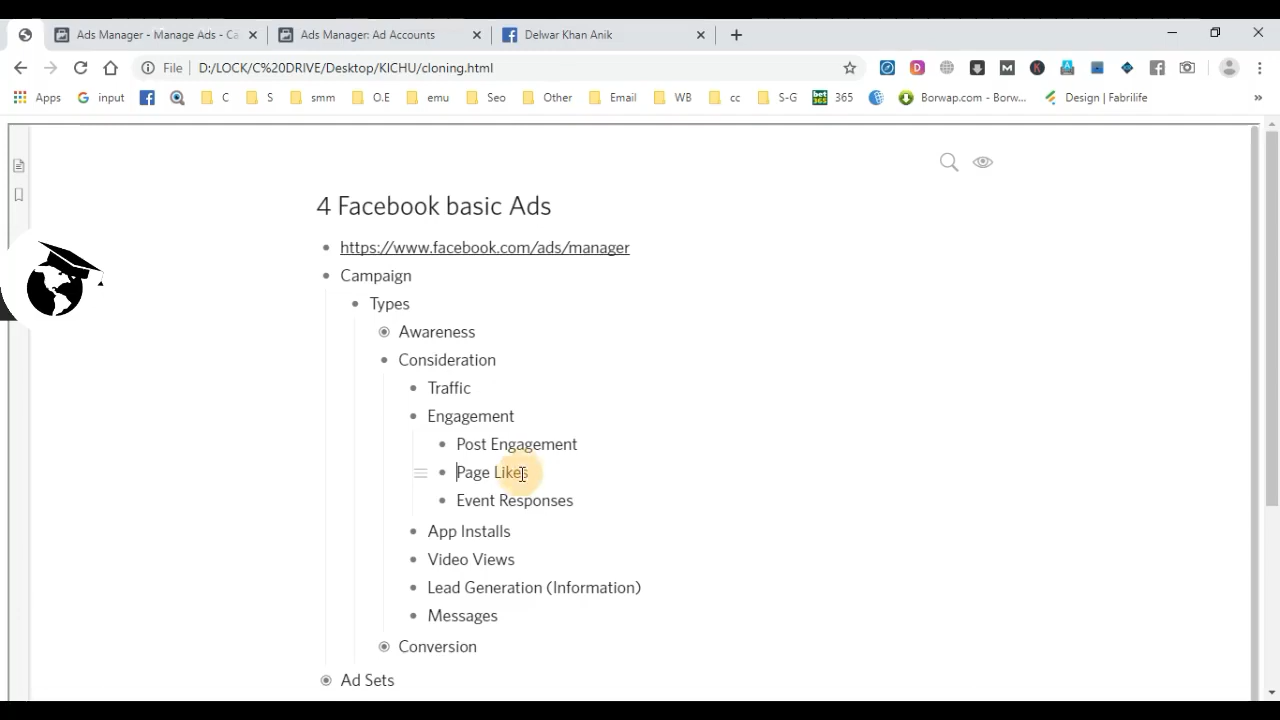 Ads Manager - Manage Ads - Ca
Ads Manager: Ad Accounts
Delwar Khan Anik
File D:/LOCK/C%20DRIVE/Desktop/KICHU/cloning.html
Apps input C S smm O.E emu Seo Other Email WB cc S-G 365 Borwap.com - Borw... Design | Fabrilife
4 Facebook basic Ads
https://www.facebook.com/ads/manager
Campaign
Types
Awareness
Consideration
Traffic
Engagement
Post Engagement
Page Likes
Event Responses
App Installs
Video Views
Lead Generation (Information)
Messages
Conversion
Ad Sets